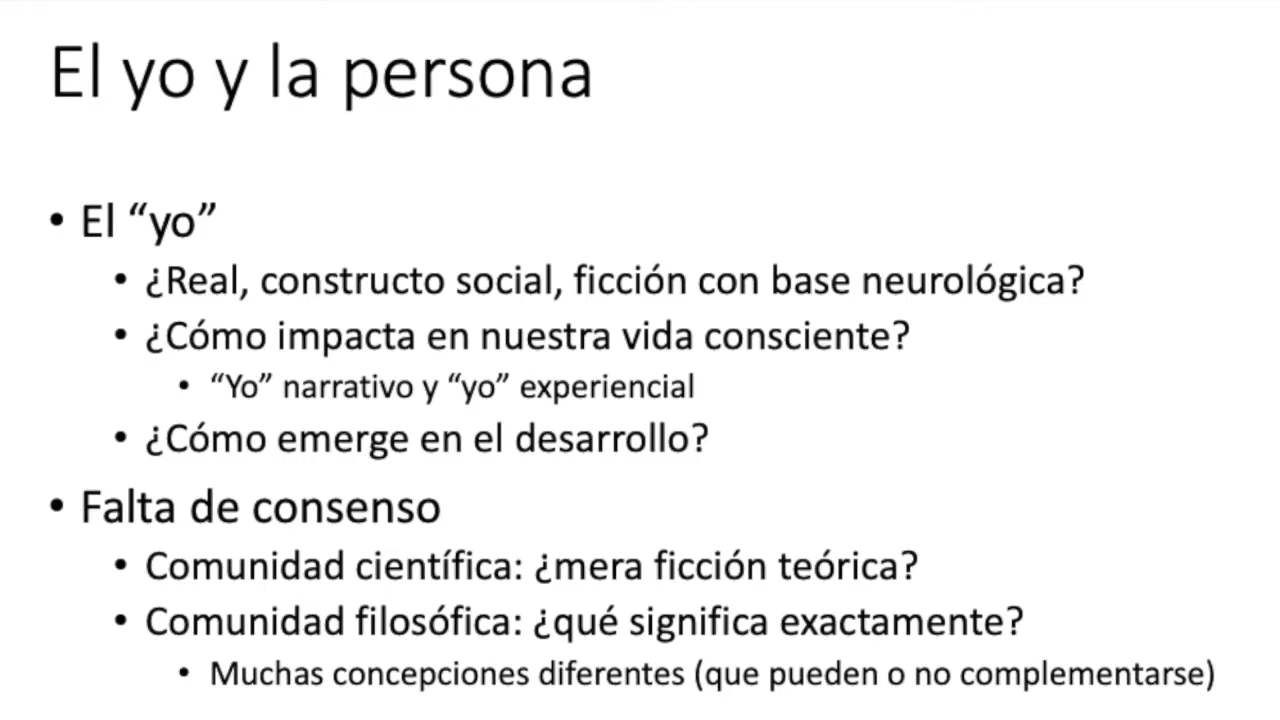 El yo y la persona
• El “yo”
• ¿Real, constructo social, ficción con base neurológica?
• ¿Cómo impacta en nuestra vida consciente?
• “Yo” narrativo y “yo” experiencial
• ¿Cómo emerge en el desarrollo?
• Falta de consenso
• Comunidad científica: ¿mera ficción teórica?
• Comunidad filosófica: ¿qué significa exactamente?
• Muchas concepciones diferentes (que pueden o no complementarse)